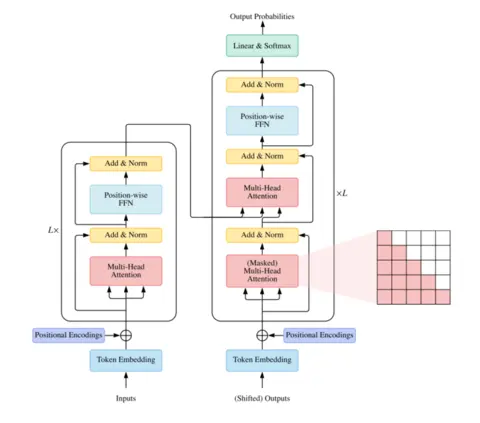 Output Probabilities
Linear & Softmax
Add & Norm
Position-wise
FFN
Add & Norm
Multi-Head
Attention
×L
Add & Norm
(Masked)
Multi-Head
Attention
Positional Encodings
Token Embedding
(Shifted) Outputs
Add & Norm
Position-wise
FFN
L×
Add & Norm
Multi-Head
Attention
Positional Encodings
Token Embedding
Inputs